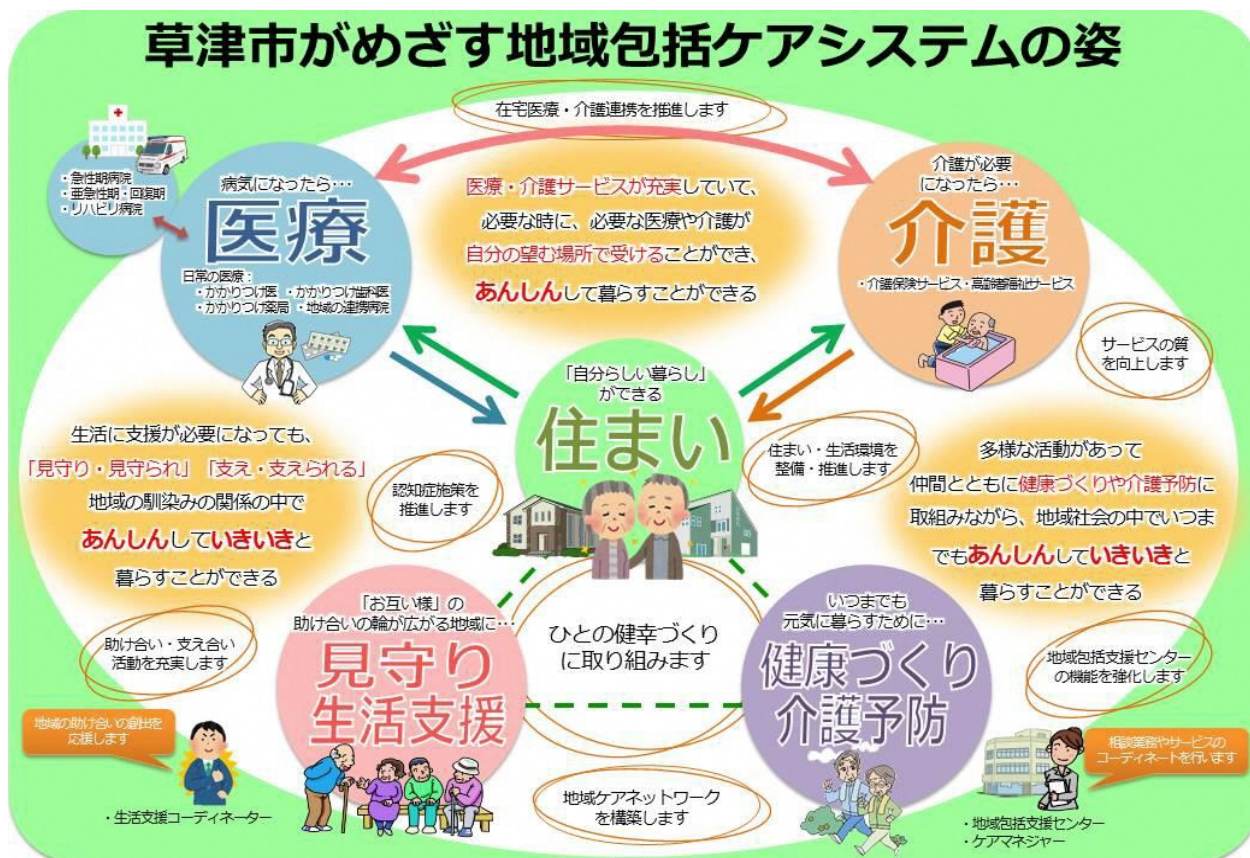 草津市がめざす地域包括ケアシステムの姿
在宅医療・介護連携を推進します
・急性期病院
・亜急性期・回復期
・リハビリ病院
病気になったら…
医療
日常の医療：
・かかりつけ医　・かかりつけ歯科医
・かかりつけ薬局　・地域の連携病院
医療・介護サービスが充実していて、
必要な時に、必要な医療や介護が
自分の望む場所で受けることができ、
あんしんして暮らすことができる
介護が必要
になったら…
介護
・介護保険サービス・高齢者福祉サービス
サービスの質
を向上します
「自分らしい暮らし」
ができる
住まい
生活に支援が必要になっても、
「見守り・見守られ」「支え・支えられる」
地域の馴染みの関係の中で
あんしんしていきいきと
暮らすことができる
認知症施策を
推進します
住まい・生活環境を
整備・推進します
多様な活動があって
仲間とともに健康づくりや介護予防に
取組みながら、地域社会の中でいつま
でもあんしんしていきいきと
暮らすことができる
助け合い・支え合い
活動を充実します
「お互い様」の
助け合いの輪が広がる地域に…
見守り
生活支援
ひとの健幸づくり
に取り組みます
いつまでも
元気に暮らすために…
健康づくり
介護予防
地域包括支援センター
の機能を強化します
地域の助け合いの創出を
応援します
・生活支援コーディネーター
地域ケアネットワーク
を構築します
相談業務やサービスの
コーディネートを行います
・地域包括支援センター
・ケアマネジャー